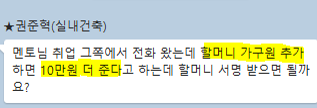 ★권준혁(실내건축)
멘토님 취업 그쪽에서 전화 왔는데 할머니 가구원 추가
하면 10만원 더 준다고 하는데 할머니 서명 받으면 될까
요?